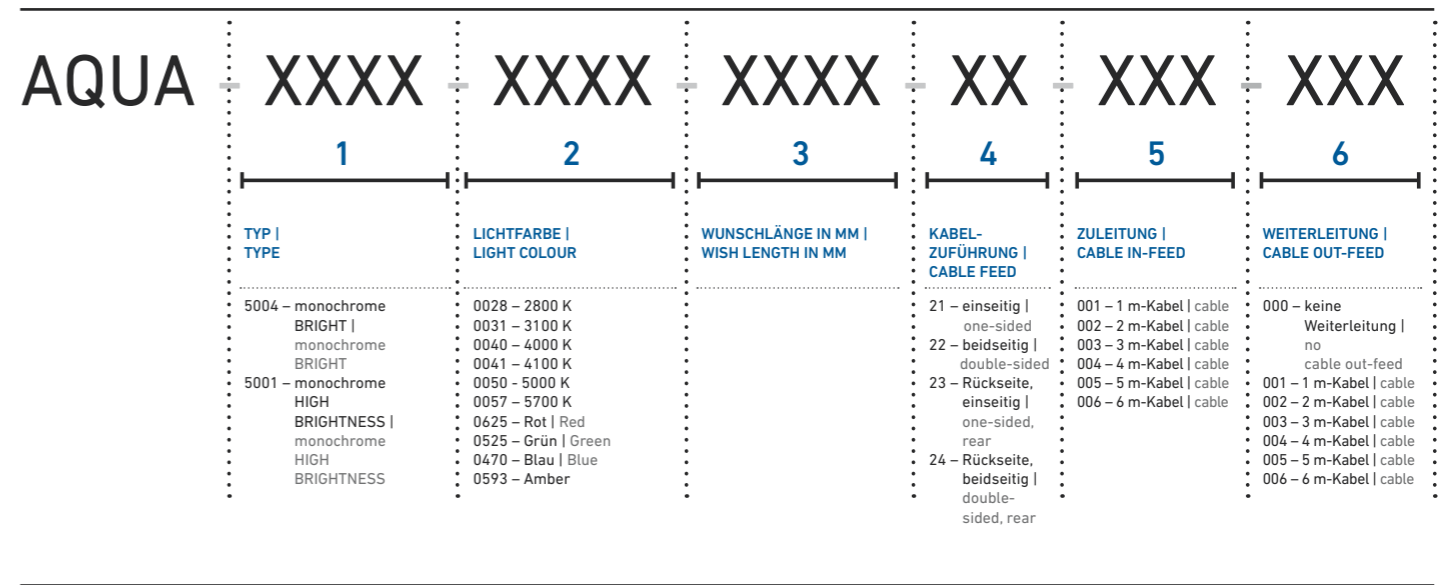 AQUA - XXXX - XXXX - XXXX - XX - XXX - XXX
1 2 3 4 5 6
TYP |
TYPE
5004 – monochrome
BRIGHT |
monochrome
BRIGHT
5001 – monochrome
HIGH
BRIGHTNESS |
monochrome
HIGH
BRIGHTNESS
LICHTFARBE |
LIGHT COLOUR
0028 – 2800 K
0031 – 3100 K
0040 – 4000 K
0041 – 4100 K
0050 - 5000 K
0057 – 5700 K
0625 – Rot | Red
0525 – Grün | Green
0470 – Blau | Blue
0593 – Amber
WUNSCHLÄNGE IN MM |
WISH LENGTH IN MM
KABEL-
ZUFÜHRUNG |
CABLE FEED
21 – einseitig |
one-sided
22 – beidseitig |
double-sided
23 – Rückseite,
einseitig |
one-sided,
rear
24 – Rückseite,
beidseitig |
double-
sided, rear
ZULEITUNG |
CABLE IN-FEED
001 – 1 m-Kabel | cable
002 – 2 m-Kabel | cable
003 – 3 m-Kabel | cable
004 – 4 m-Kabel | cable
005 – 5 m-Kabel | cable
006 – 6 m-Kabel | cable
WEITERLEITUNG |
CABLE OUT-FEED
000 – keine
Weiterleitung |
no
cable out-feed
001 – 1 m-Kabel | cable
002 – 2 m-Kabel | cable
003 – 3 m-Kabel | cable
004 – 4 m-Kabel | cable
005 – 5 m-Kabel | cable
006 – 6 m-Kabel | cable